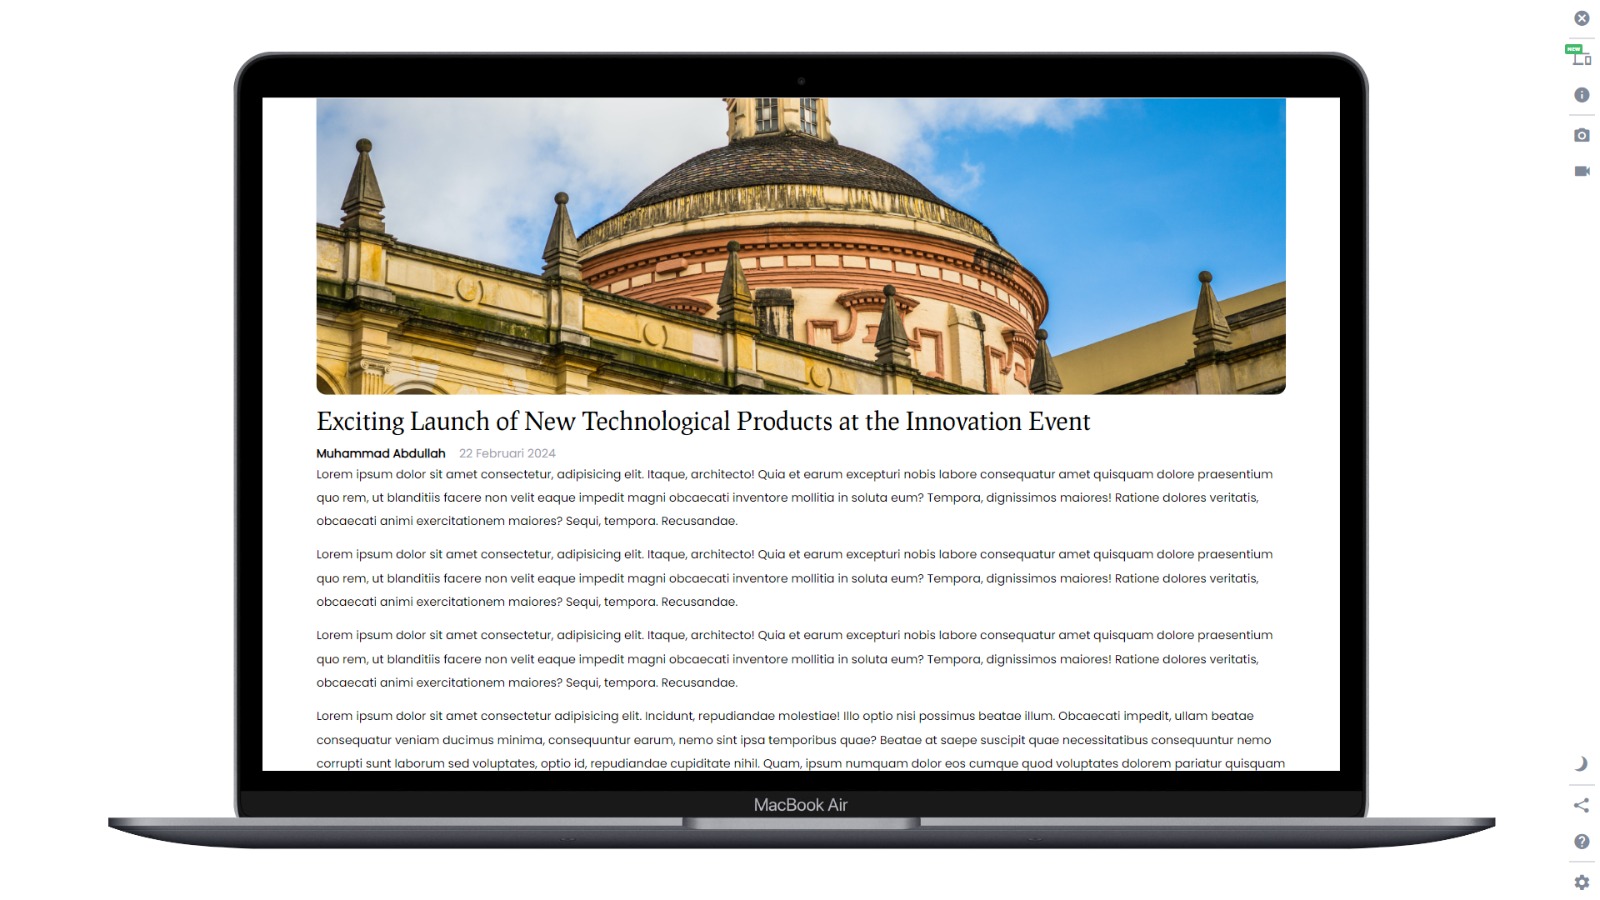 NEW
Exciting Launch of New Technological Products at the Innovation Event
Muhammad Abdullah 22 Februari 2024
Lorem ipsum dolor sit amet consectetur, adipisicing elit. Itaque, architecto! Quia et earum excepturi nobis labore consequatur amet quisquam dolore praesentium
quo rem, ut blanditiis facere non velit eaque impedit magni obcaecati inventore mollitia in soluta eum? Tempora, dignissimos maiores! Ratione dolores veritatis,
obcaecati animi exercitationem maiores? Sequi, tempora. Recusandae.
Lorem ipsum dolor sit amet consectetur, adipisicing elit. Itaque, architecto! Quia et earum excepturi nobis labore consequatur amet quisquam dolore praesentium
quo rem, ut blanditiis facere non velit eaque impedit magni obcaecati inventore mollitia in soluta eum? Tempora, dignissimos maiores! Ratione dolores veritatis,
obcaecati animi exercitationem maiores? Sequi, tempora. Recusandae.
Lorem ipsum dolor sit amet consectetur, adipisicing elit. Itaque, architecto! Quia et earum excepturi nobis labore consequatur amet quisquam dolore praesentium
quo rem, ut blanditiis facere non velit eaque impedit magni obcaecati inventore mollitia in soluta eum? Tempora, dignissimos maiores! Ratione dolores veritatis,
obcaecati animi exercitationem maiores? Sequi, tempora. Recusandae.
Lorem ipsum dolor sit amet consectetur adipisicing elit. Incidunt, repudiandae molestiae! Illo optio nisi possimus beatae illum. Obcaecati impedit, ullam beatae
consequatur veniam ducimus minima, consequuntur earum, nemo sint ipsa temporibus quae? Beatae at saepe suscipit quae necessitatibus consequuntur nemo
corrupti sunt laborum sed voluptates, optio id, repudiandae cupiditate nihil. Quam, ipsum numquam dolor eos cumque quod voluptates dolorem pariatur quisquam
MacBook Air